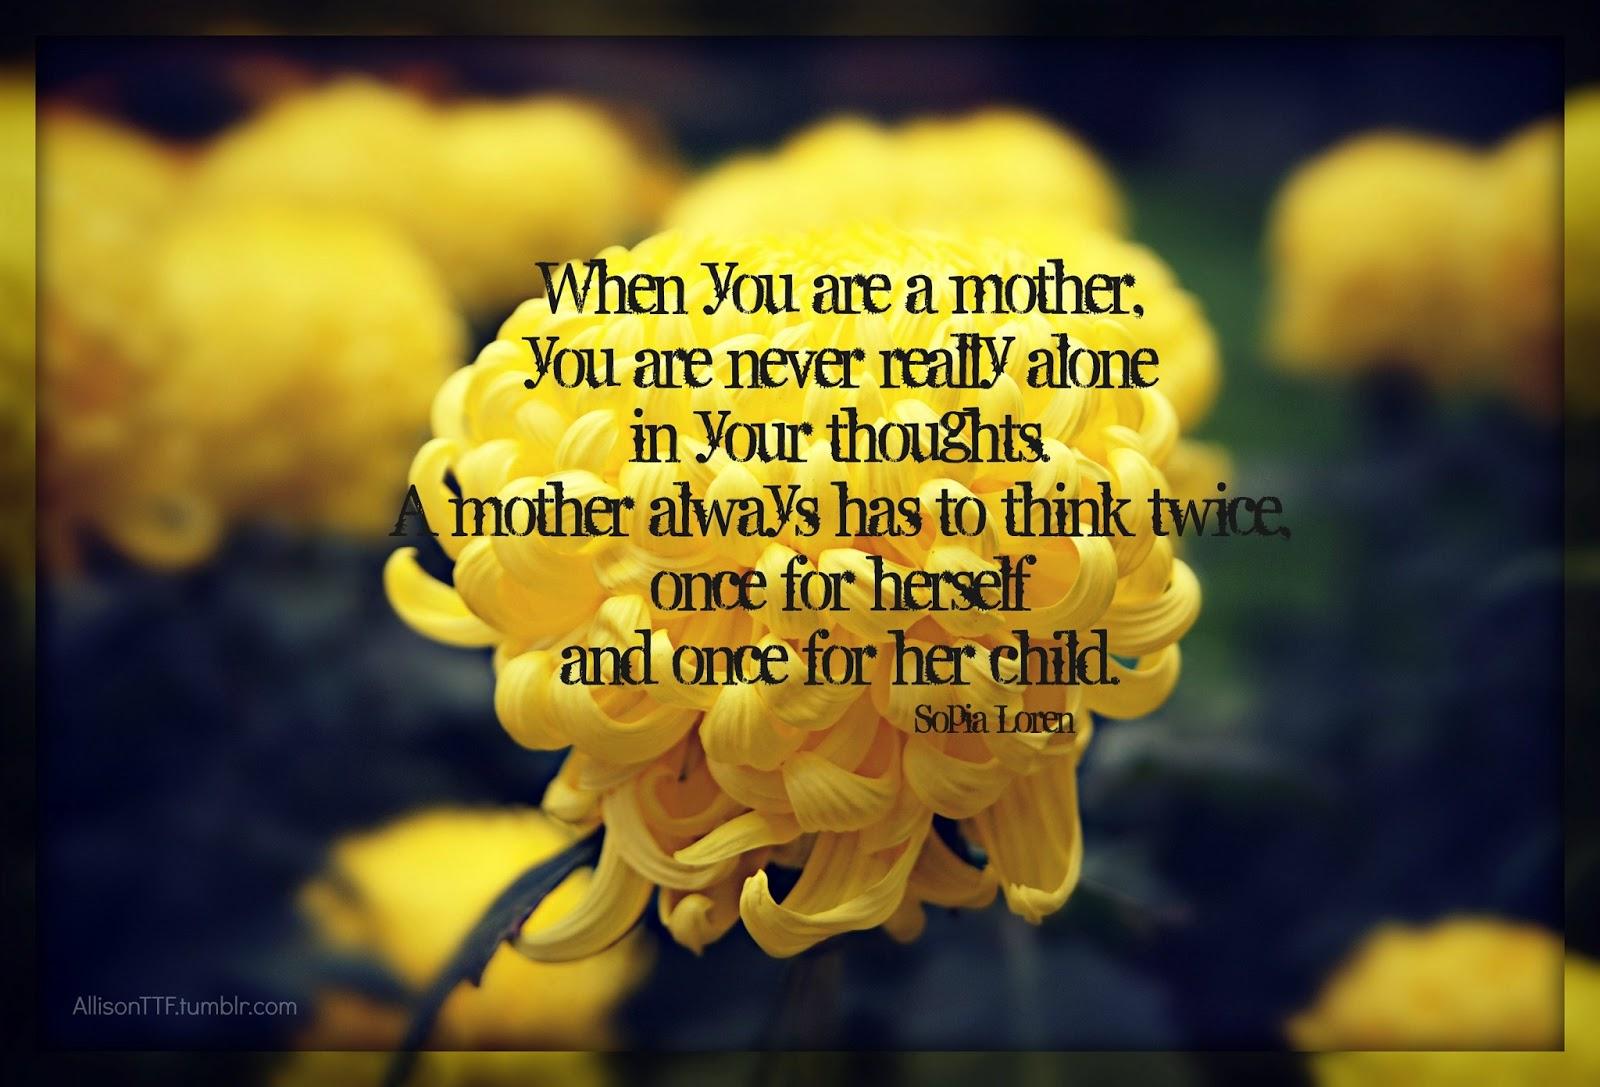 When you are a mother,
you are never really alone
in your thoughts.
A mother always has to think twice,
once for herself
and once for her child.
Sopia Loren
AllisonTTF.tumblr.com